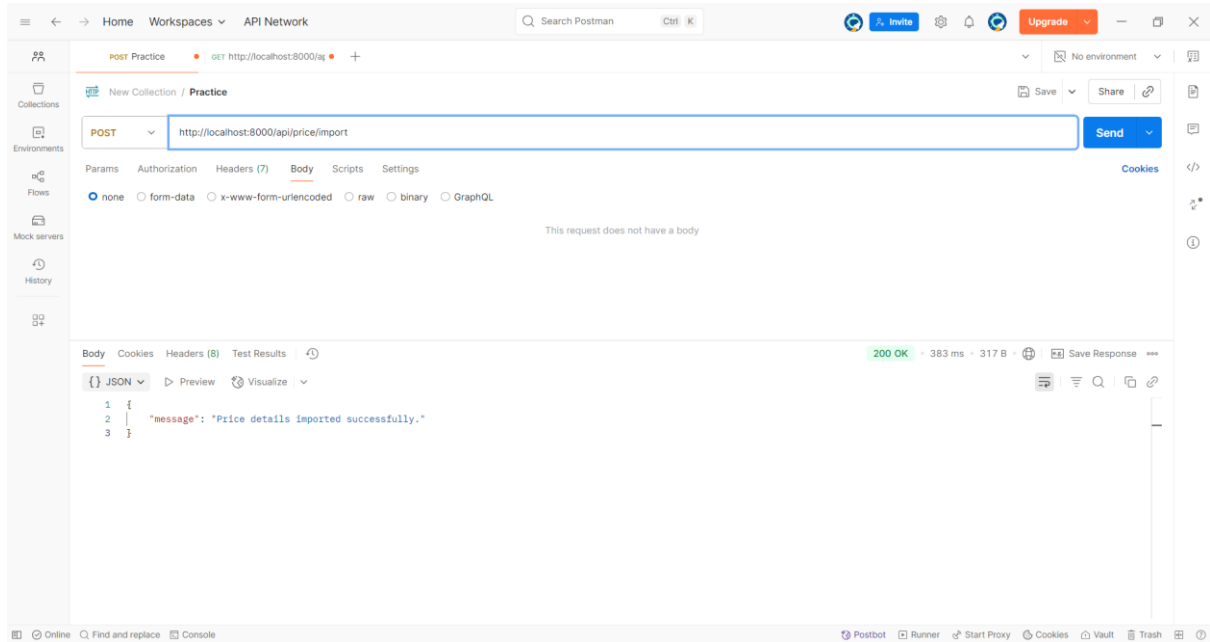 Home Workspaces API Network Search Postman Ctrl K Invite Upgrade
POST Practice GET http://localhost:8000/ap No environment
New Collection / Practice Save Share
POST http://localhost:8000/api/price/import Send
Params Authorization Headers (7) Body Scripts Settings Cookies
none form-data x-www-form-urlencoded raw binary GraphQL
This request does not have a body
Collections
Environments
Flows
Mock servers
History
Body Cookies Headers (8) Test Results 200 OK 383 ms 317 B Save Response
{} JSON Preview Visualize
1 {
2 "message": "Price details imported successfully."
3 }
Online Find and replace Console Postbot Runner Start Proxy Cookies Vault Trash